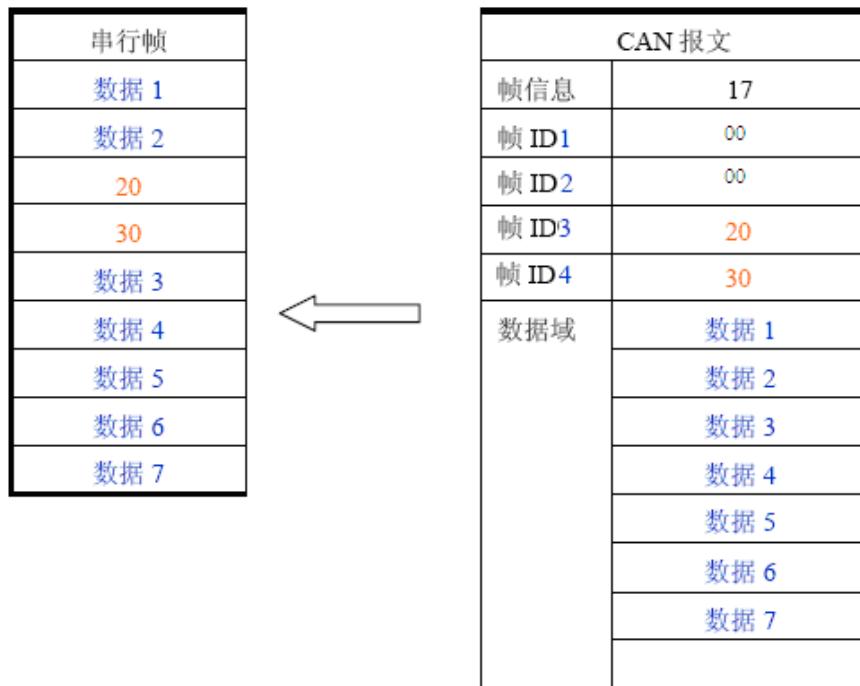 串行帧
数据 1
数据 2
20
30
数据 3
数据 4
数据 5
数据 6
数据 7
CAN 报文
帧信息 17
帧 ID1 00
帧 ID2 00
帧 ID3 20
帧 ID4 30
数据域 数据 1
数据 2
数据 3
数据 4
数据 5
数据 6
数据 7